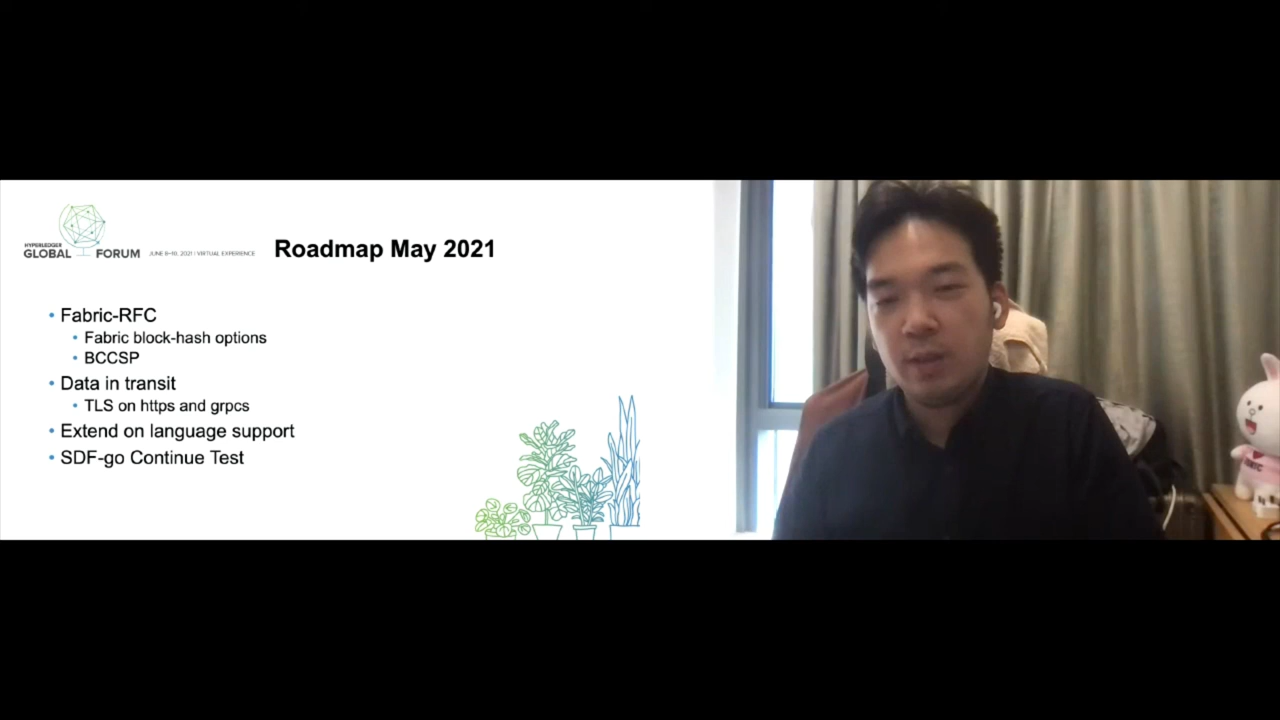 HYPERLEDGER
GLOBAL FORUM
JUNE 8–10, 2021 | VIRTUAL EXPERIENCE
Roadmap May 2021
• Fabric-RFC
• Fabric block-hash options
• BCCSP
• Data in transit
• TLS on https and grpcs
• Extend on language support
• SDF-go Continue Test